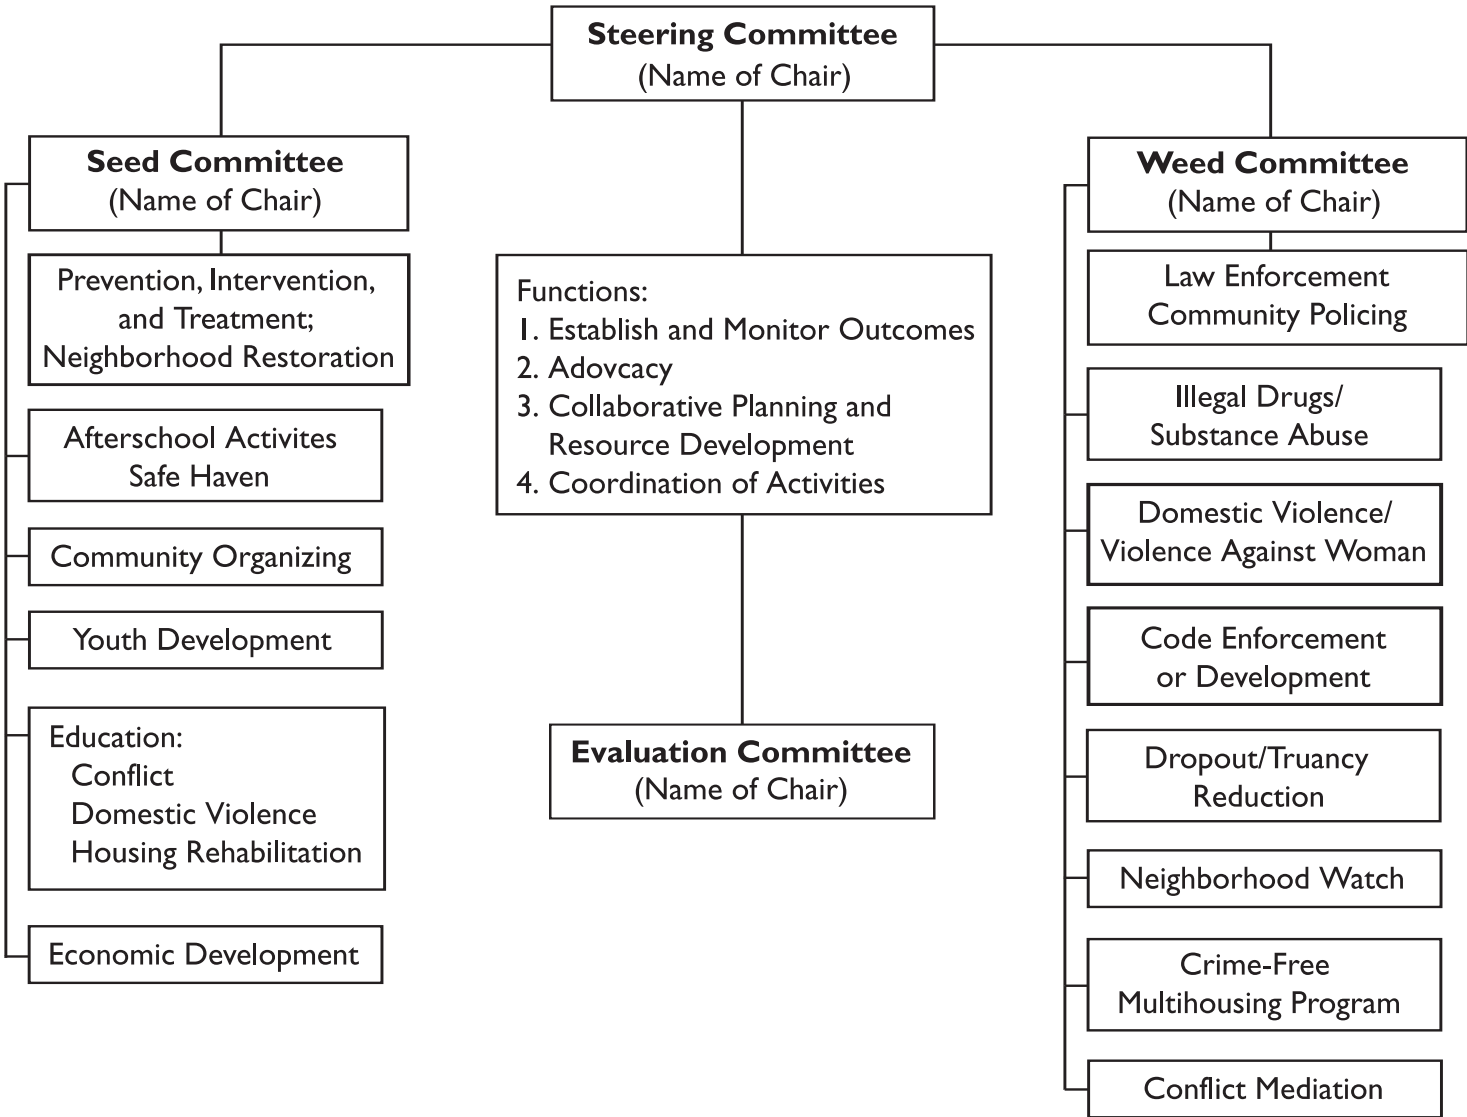 Steering Committee
(Name of Chair)
Seed Committee
(Name of Chair)
Prevention, Intervention,
and Treatment;
Neighborhood Restoration
Afterschool Activites
Safe Haven
Community Organizing
Youth Development
Education:
Conflict
Domestic Violence
Housing Rehabilitation
Economic Development
Functions:
1. Establish and Monitor Outcomes
2. Adovcacy
3. Collaborative Planning and
Resource Development
4. Coordination of Activities
Evaluation Committee
(Name of Chair)
Weed Committee
(Name of Chair)
Law Enforcement
Community Policing
Illegal Drugs/
Substance Abuse
Domestic Violence/
Violence Against Woman
Code Enforcement
or Development
Dropout/Truancy
Reduction
Neighborhood Watch
Crime-Free
Multihousing Program
Conflict Mediation